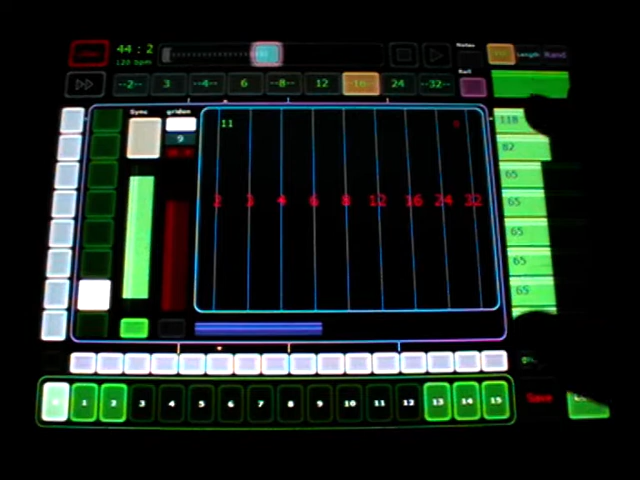 44 : 2
120 bpm
Notes
Length
Rand
--2-- 3 --4-- 6 --8-- 12 --16-- 24 --32--
Roll
Sync
gridon
9
11
2 3 4 6 8 12 16 24 32
118
82
65
65
65
65
65
1 2 3 4 5 6 7 8 9 10 11 12 13 14 15
Save